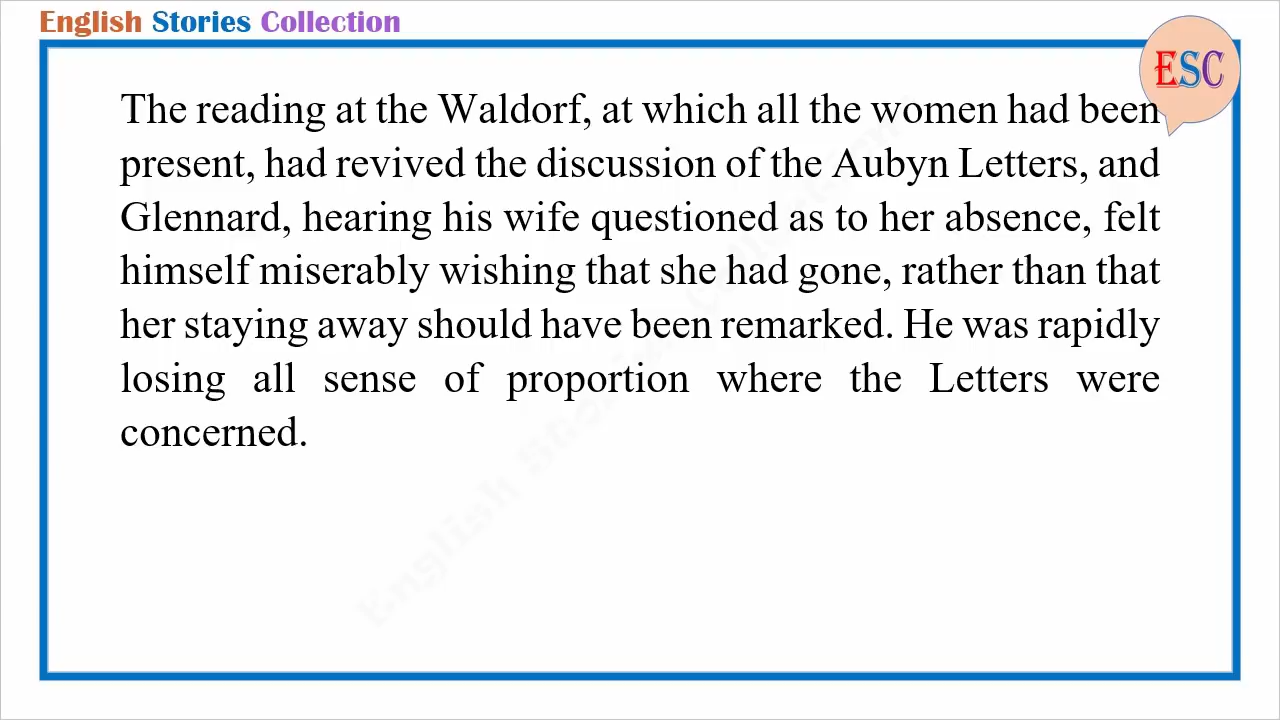 English Stories Collection
ESC
The reading at the Waldorf, at which all the women had been
present, had revived the discussion of the Aubyn Letters, and
Glennard, hearing his wife questioned as to her absence, felt
himself miserably wishing that she had gone, rather than that
her staying away should have been remarked. He was rapidly
losing all sense of proportion where the Letters were
concerned.
English Stories Collection